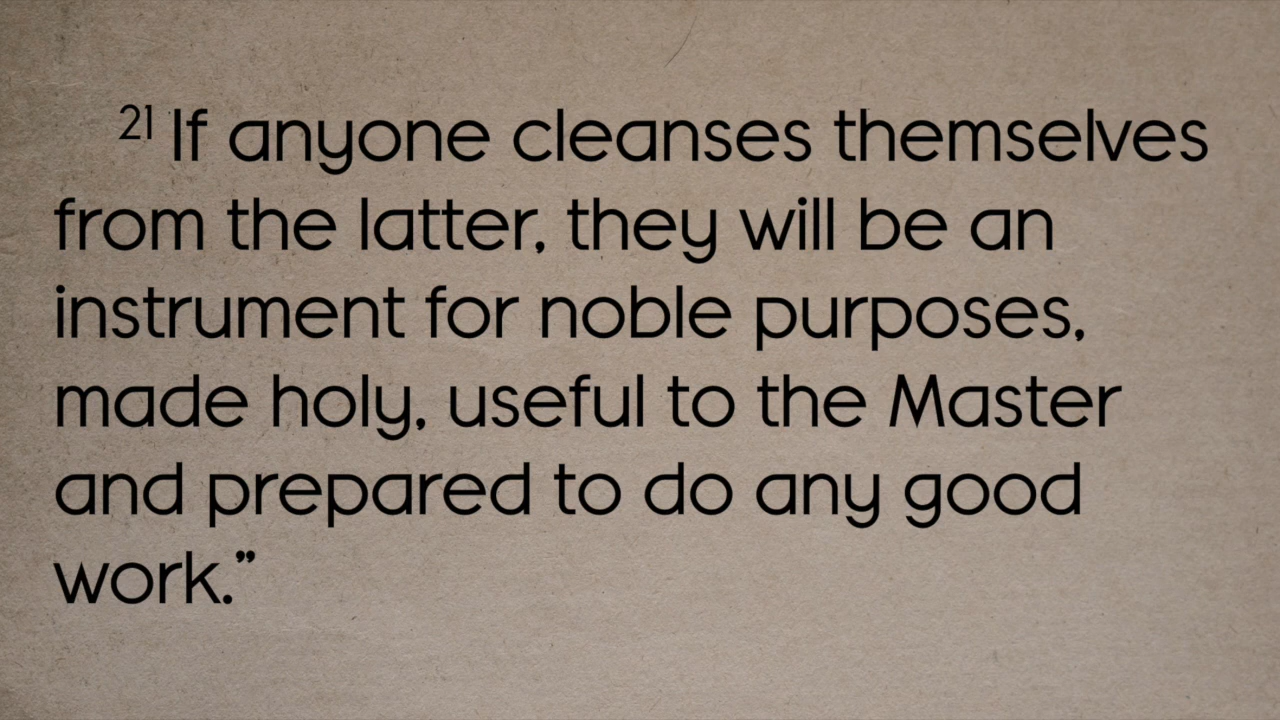 21 If anyone cleanses themselves
from the latter, they will be an
instrument for noble purposes,
made holy, useful to the Master
and prepared to do any good
work.”